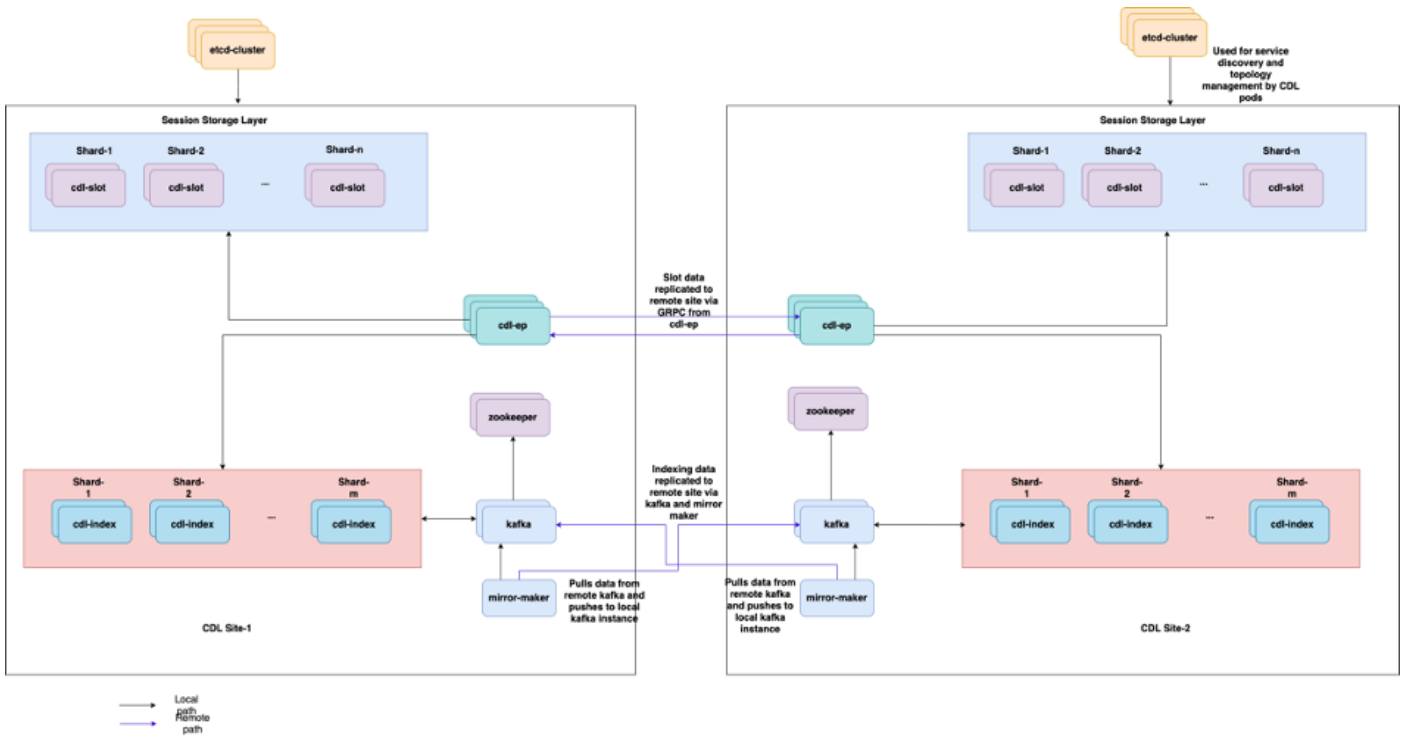 etcd-cluster
etcd-cluster
Used for service
discovery and
topology
management by CDL
pods
Session Storage Layer
Shard-1
Shard-2
Shard-n
cdl-slot
cdl-slot
...
cdl-slot
Session Storage Layer
Shard-1
Shard-2
Shard-n
cdl-slot
cdl-slot
...
cdl-slot
Slot data
replicated to
remote site via
GRPC from
cdl-ep
cdl-ep
cdl-ep
zookeeper
zookeeper
Indexing data
replicated to
remote site via
kafka and mirror
maker
Shard-
1
Shard-
2
Shard-
m
cdl-index
cdl-index
...
cdl-index
kafka
kafka
Shard-
1
Shard-
2
Shard-
m
cdl-index
cdl-index
...
cdl-index
mirror-maker
Pulls data from
remote kafka and
pushes to local
kafka instance
Pulls data from
remote kafka
and pushes to
local kafka
instance
mirror-maker
CDL Site-1
CDL Site-2
Local
path
Remote
path